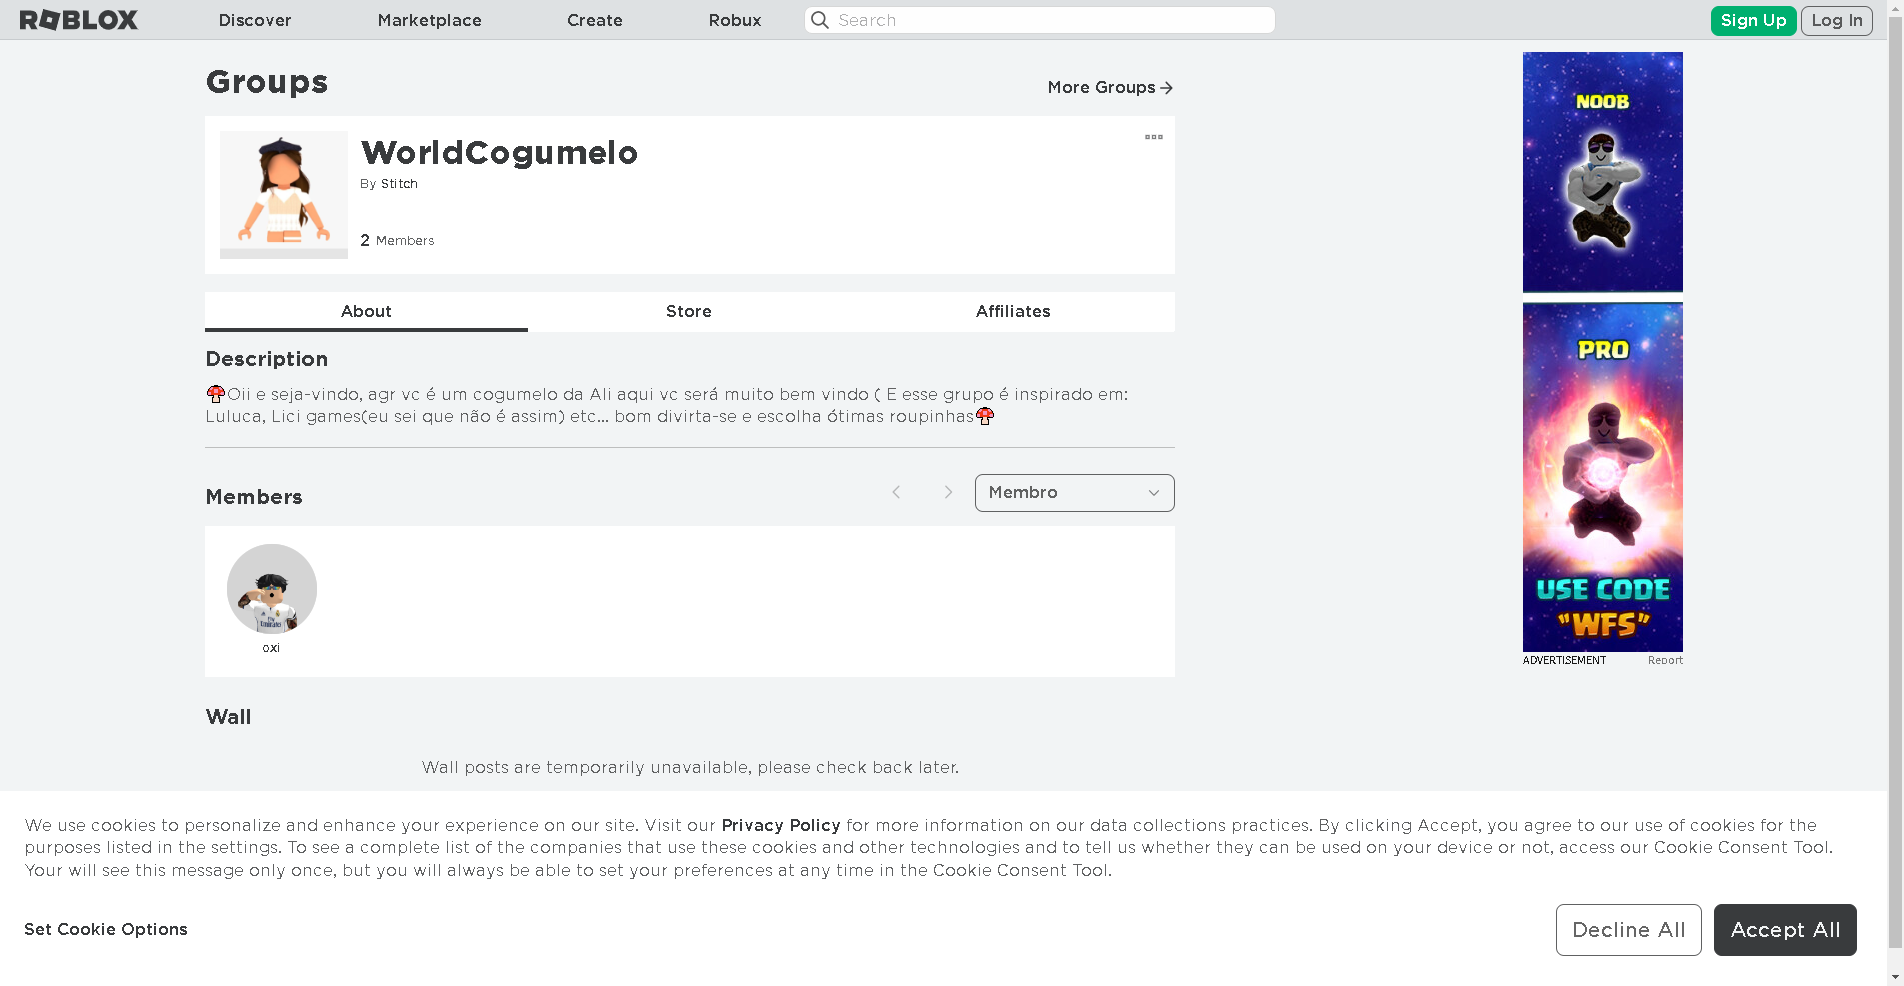 ROBLOX
Discover
Marketplace
Create
Robux
Search
Sign Up
Log In
Groups
More Groups
WorldCogumelo
By Stitch
2 Members
About
Store
Affiliates
Description
🍄Oii e seja-vindo, agr vc é um cogumelo da Ali aqui vc será muito bem vindo ( E esse grupo é inspirado em:
Luluca, Lici games(eu sei que não é assim) etc... bom divirta-se e escolha ótimas roupinhas🍄
Members
Membro
oxi
Wall
Wall posts are temporarily unavailable, please check back later.
NOOB
PRO
USE CODE
"WFS"
ADVERTISEMENT
Report
We use cookies to personalize and enhance your experience on our site. Visit our Privacy Policy for more information on our data collections practices. By clicking Accept, you agree to our use of cookies for the
purposes listed in the settings. To see a complete list of the companies that use these cookies and other technologies and to tell us whether they can be used on your device or not, access our Cookie Consent Tool.
Your will see this message only once, but you will always be able to set your preferences at any time in the Cookie Consent Tool.
Set Cookie Options
Decline All
Accept All